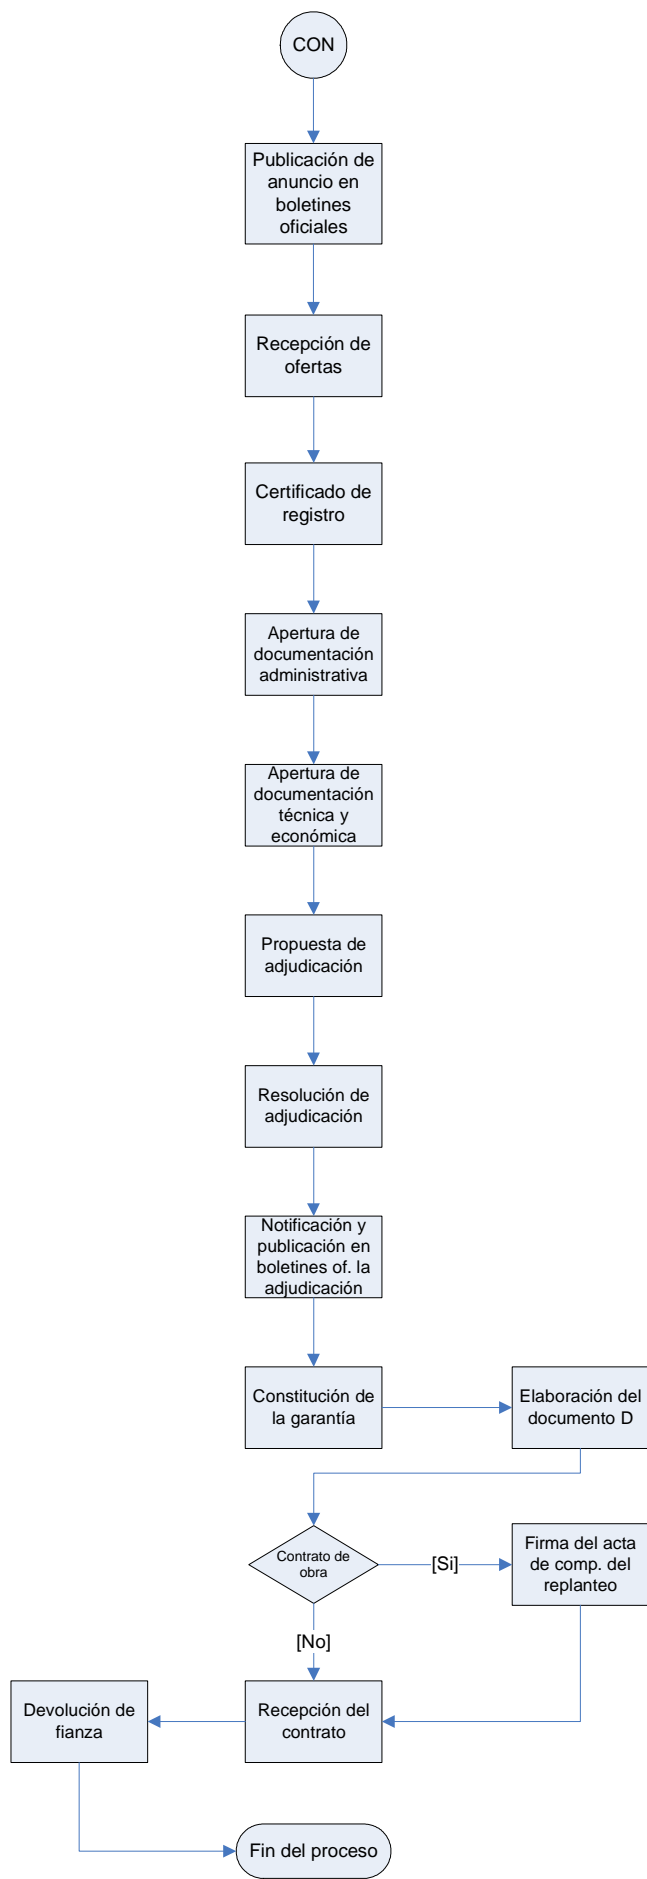 CON
Publicación de
anuncio en
boletines
oficiales
Recepción de
ofertas
Certificado de
registro
Apertura de
documentación
administrativa
Apertura de
documentación
técnica y
económica
Propuesta de
adjudicación
Resolución de
adjudicación
Notificación y
publicación en
boletines of. la
adjudicación
Constitución de
la garantía
Elaboración del
documento D
Contrato de
obra
[Si]
Firma del acta
de comp. del
replanteo
[No]
Devolución de
fianza
Recepción del
contrato
Fin del proceso